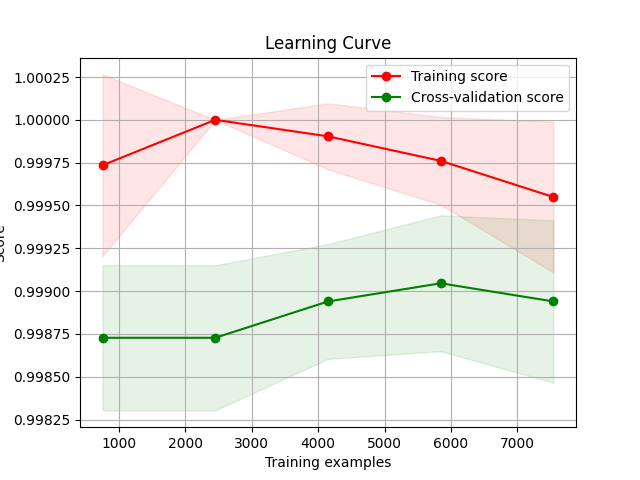 Learning Curve
Training score
Cross-validation score
1.00025
1.00000
0.99975
0.99950
0.99925
0.99900
0.99875
0.99850
0.99825
Score
1000 2000 3000 4000 5000 6000 7000
Training examples